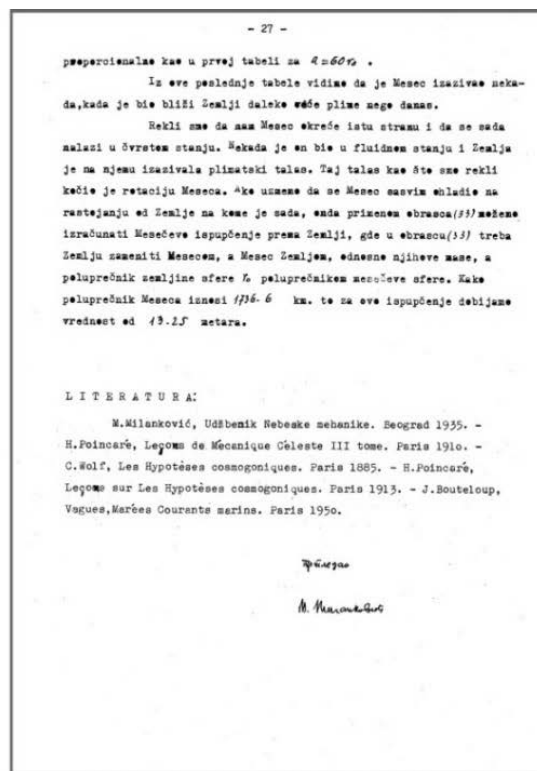 - 27 -
proporcionalne kao u prvoj tabeli za a=60r₀ .
Iz ove poslednje tabele vidimo da je Mesec izazivao neka-
da,kada je bio bliži Zemlji daleko veće plime nego danas.
Rekli smo da nam Mesec okreće istu stranu i da se sada
nalazi u čvrstom stanju. Nekada je on bio u fluidnom stanju i Zemlja
je na njemu izazivala plimatski talas. Taj talas kao što smo rekli
kočio je rotaciju Meseca. Ako uzmemo da se Mesec sasvim ohladio na
rastojanju od Zemlje na kome je sada, onda primenom obrasca(33)možemo
izračunati Mesečevo ispupčenje prema Zemlji, gde u obrascu(33) treba
Zemlju zameniti Mesecom, a Mesec Zemljom, odnosno njihove mase, a
poluprečnik zemljine sfere r₀ poluprečnikom mesečeve sfere. Kako
poluprečnik Meseca iznosi 1736.6 km. to za ovo ispupčenje dobijamo
vrednost od 13.25 metara.
L I T E R A T U R A:
M.Milanković, Udžbenik Nebeske mehanike. Beograd 1935. -
H.Poincaré, Leçons de Mécanique Céleste III tome. Paris 1910. -
C.Wolf, Les Hypotèses cosmogoniques. Paris 1885. - H.Poincaré,
Leçons sur Les Hypotèses cosmogoniques. Paris 1913. - J.Bouteloup,
Vagues,Marées Courants marins. Paris 1950.
М. Миланковић